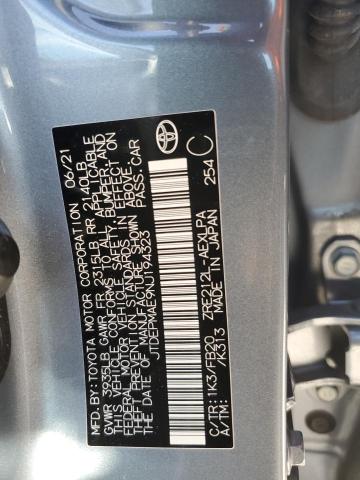 MFD.BY:TOYOTA MOTOR CORPORATION 06/21
GVWR 3935LB GAWR FR 2315LB RR 2140LB
THIS VEHICLE CONFORMS TO ALL APPLICABLE
FEDERAL MOTOR VEHICLE SAFETY, BUMPER, AND
THEFT PREVENTION STANDARDS IN EFFECT ON
THE DATE OF MANUFACTURE SHOWN ABOVE.
JTDEPMAE9NJ194323 PASS.CAR
ZRE212L-AEXLPA 254 C
C/TR:1K3/FB20 MADE IN JAPAN
A/TM: /K313